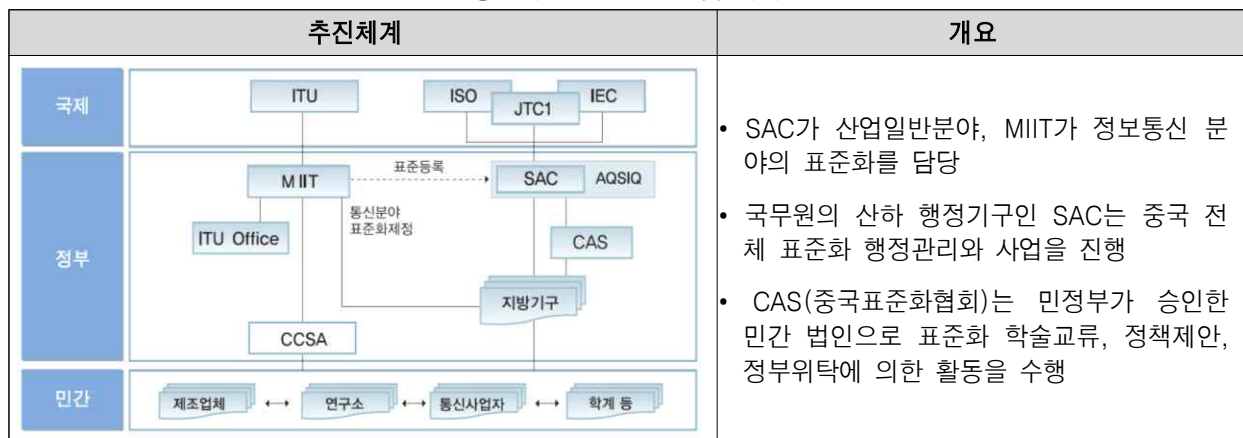 추진체계
개요
국제
ITU
ISO
JTC1
IEC
정부
M IIT
표준등록
SAC
AQSIQ
통신분야
표준화제정
ITU Office
CAS
지방기구
CCSA
민간
제조업체
연구소
통신사업자
학계 등
• SAC가 산업일반분야, MIIT가 정보통신 분
야의 표준화를 담당
• 국무원의 산하 행정기구인 SAC는 중국 전
체 표준화 행정관리와 사업을 진행
• CAS(중국표준화협회)는 민정부가 승인한
민간 법인으로 표준화 학술교류, 정책제안,
정부위탁에 의한 활동을 수행